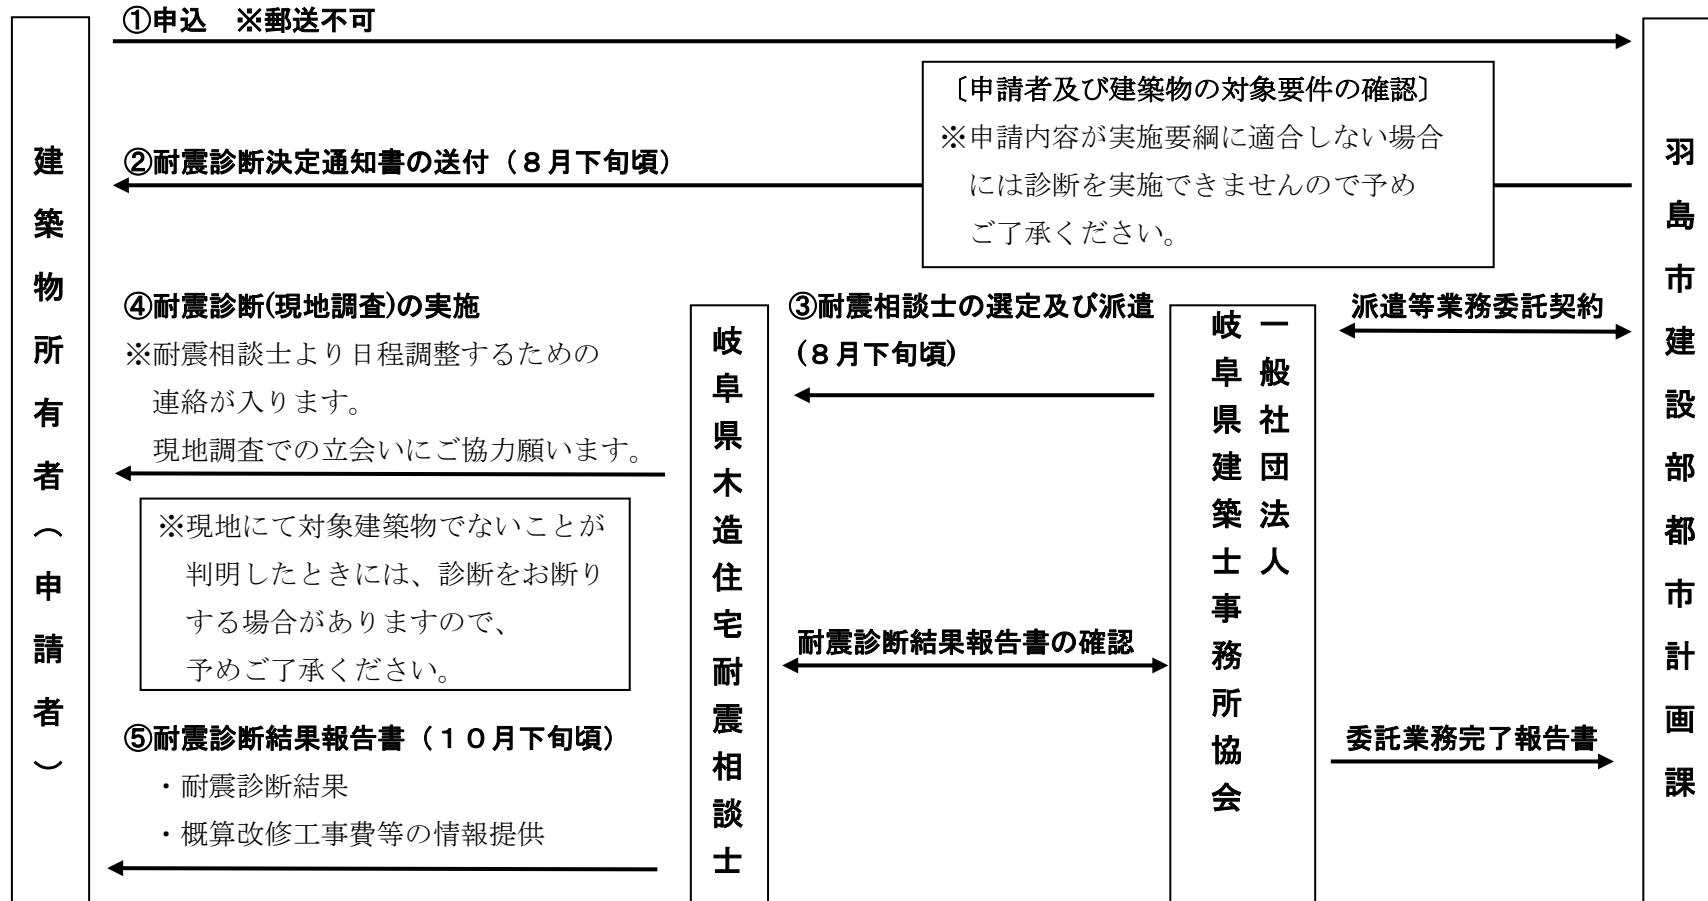 ①申込　※郵送不可
建築物所有者（申請者）
〔申請者及び建築物の対象要件の確認〕
※申請内容が実施要綱に適合しない場合
には診断を実施できませんので予め
ご了承ください。
②耐震診断決定通知書の送付（８月下旬頃）
羽島市建設部都市計画課
④耐震診断(現地調査)の実施
※耐震相談士より日程調整するための
連絡が入ります。
現地調査での立会いにご協力願います。
※現地にて対象建築物でないことが
判明したときには、診断をお断り
する場合がありますので、
予めご了承ください。
⑤耐震診断結果報告書（１０月下旬頃）
・耐震診断結果
・概算改修工事費等の情報提供
岐阜県木造住宅耐震相談士
③耐震相談士の選定及び派遣
(８月下旬頃)
耐震診断結果報告書の確認
一般社団法人
岐阜県建築士事務所協会
派遣等業務委託契約
委託業務完了報告書